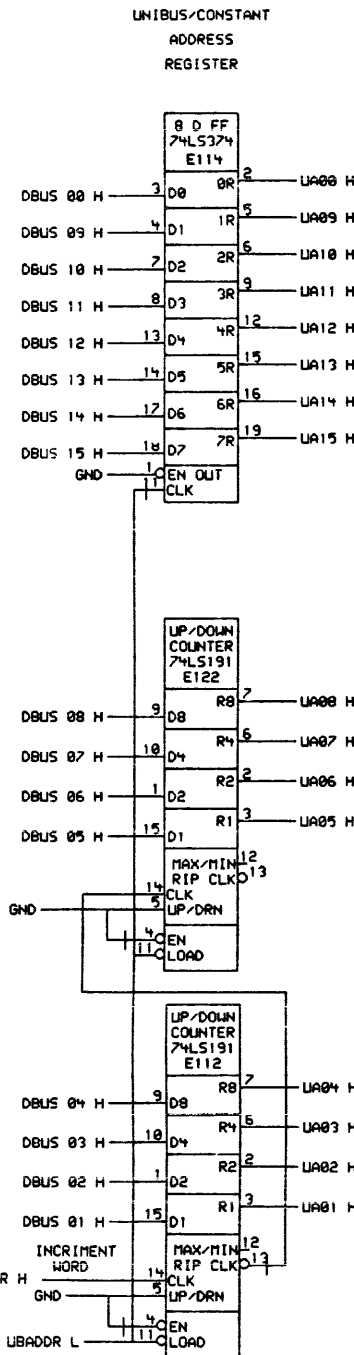 UNIBUS/CONSTANT
ADDRESS
REGISTER
8 D FF
74LS374
E114
DBUS 00 H 3 D0 0R 2 UA00 H
DBUS 09 H 4 D1 1R 5 UA09 H
DBUS 10 H 7 D2 2R 6 UA10 H
DBUS 11 H 8 D3 3R 9 UA11 H
DBUS 12 H 13 D4 4R 12 UA12 H
DBUS 13 H 14 D5 5R 15 UA13 H
DBUS 14 H 17 D6 6R 16 UA14 H
DBUS 15 H 18 D7 7R 19 UA15 H
GND 1 EN OUT
11 CLK
UP/DOWN
COUNTER
74LS191
E122
DBUS 08 H 9 D8 R8 7 UA08 H
DBUS 07 H 10 D4 R4 6 UA07 H
DBUS 06 H 1 D2 R2 2 UA06 H
DBUS 05 H 15 D1 R1 3 UA05 H
MAX/MIN 12
RIP CLK 13
14 CLK
GND 5 UP/DRN
4 EN
11 LOAD
UP/DOWN
COUNTER
74LS191
E112
DBUS 04 H 9 D8 R8 7 UA04 H
DBUS 03 H 10 D4 R4 6 UA03 H
DBUS 02 H 1 D2 R2 2 UA02 H
DBUS 01 H 15 D1 R1 3 UA01 H
INCRIMENT
WORD
MAX/MIN 12
RIP CLK 13
R H 14 CLK
GND 5 UP/DRN
4 EN
UBADDR L 11 LOAD